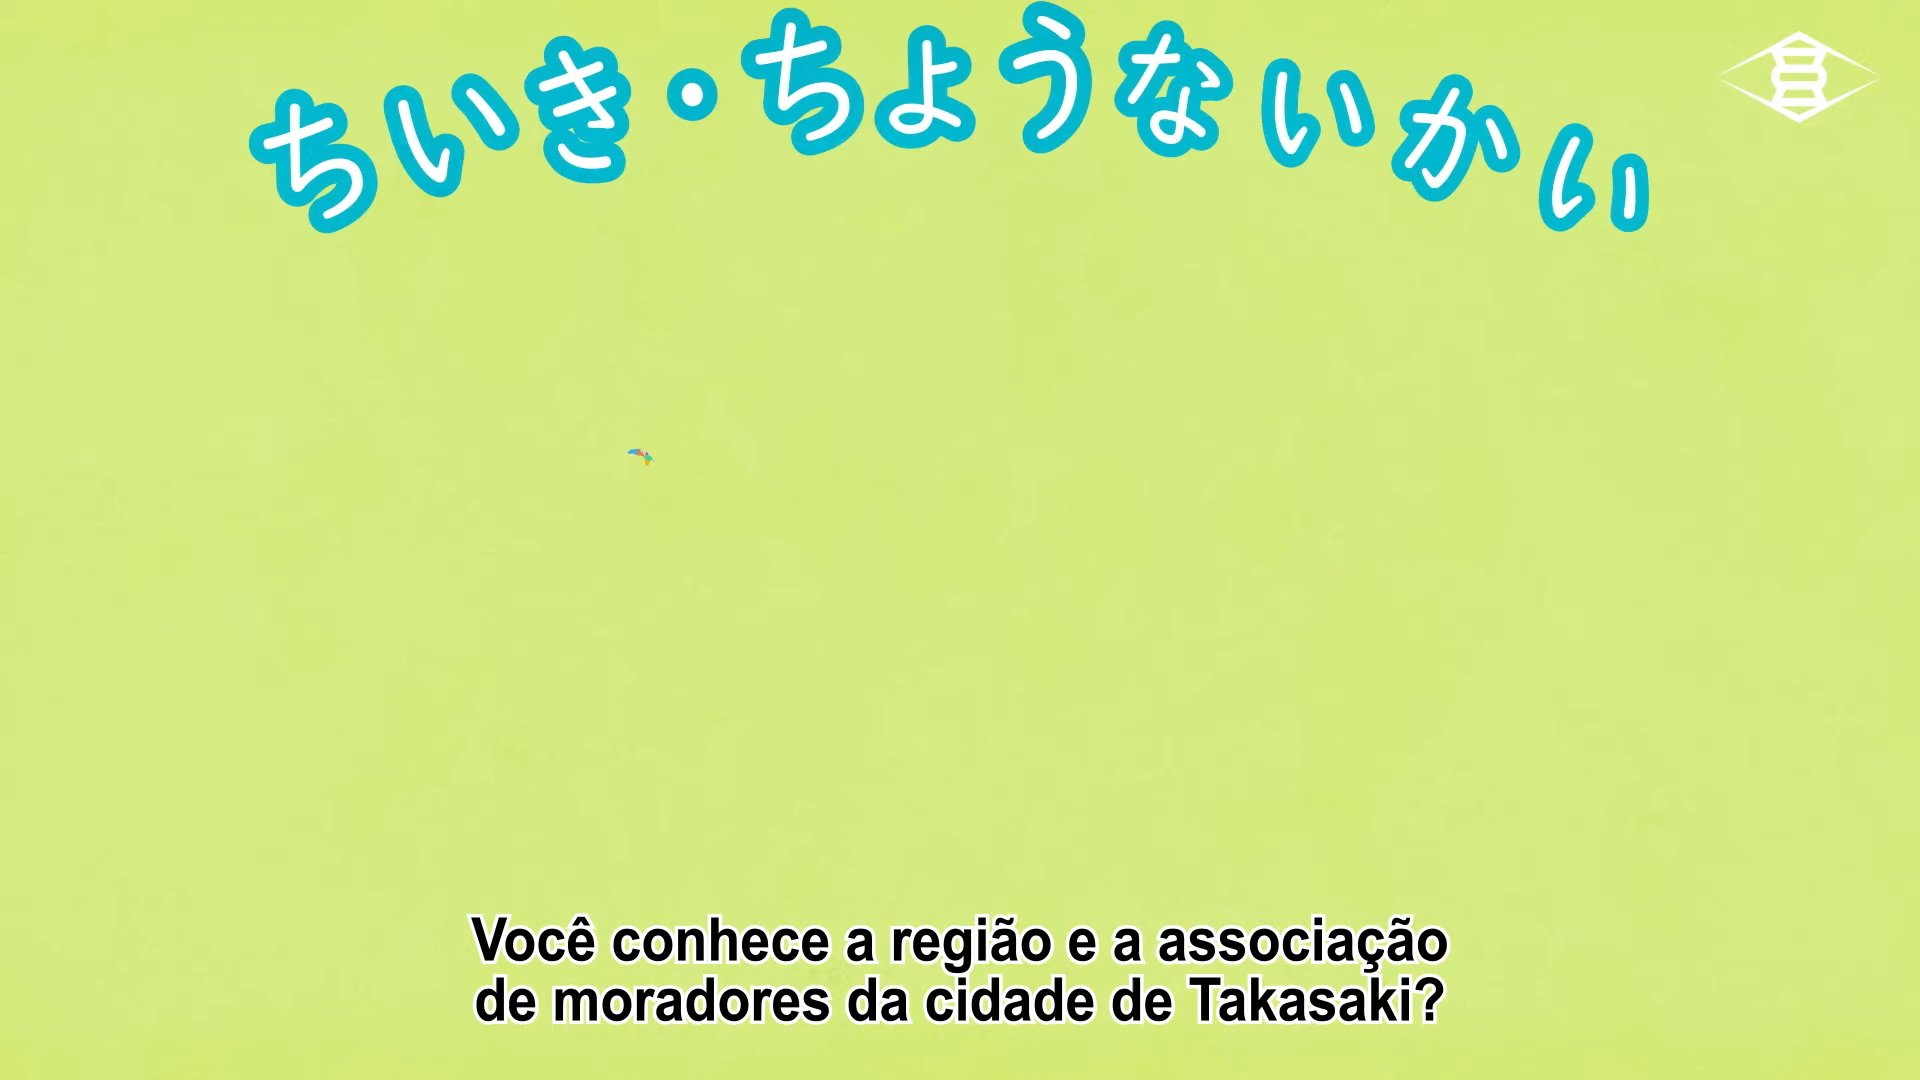 ちいき・ちょうないかい
Você conhece a região e a associação
de moradores da cidade de Takasaki?